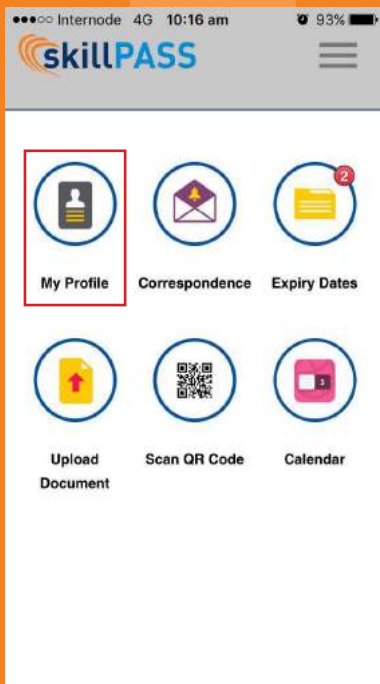 Internode 4G 10:16 am 93%
skillPASS
2
My Profile Correspondence Expiry Dates
3
Upload Document Scan QR Code Calendar